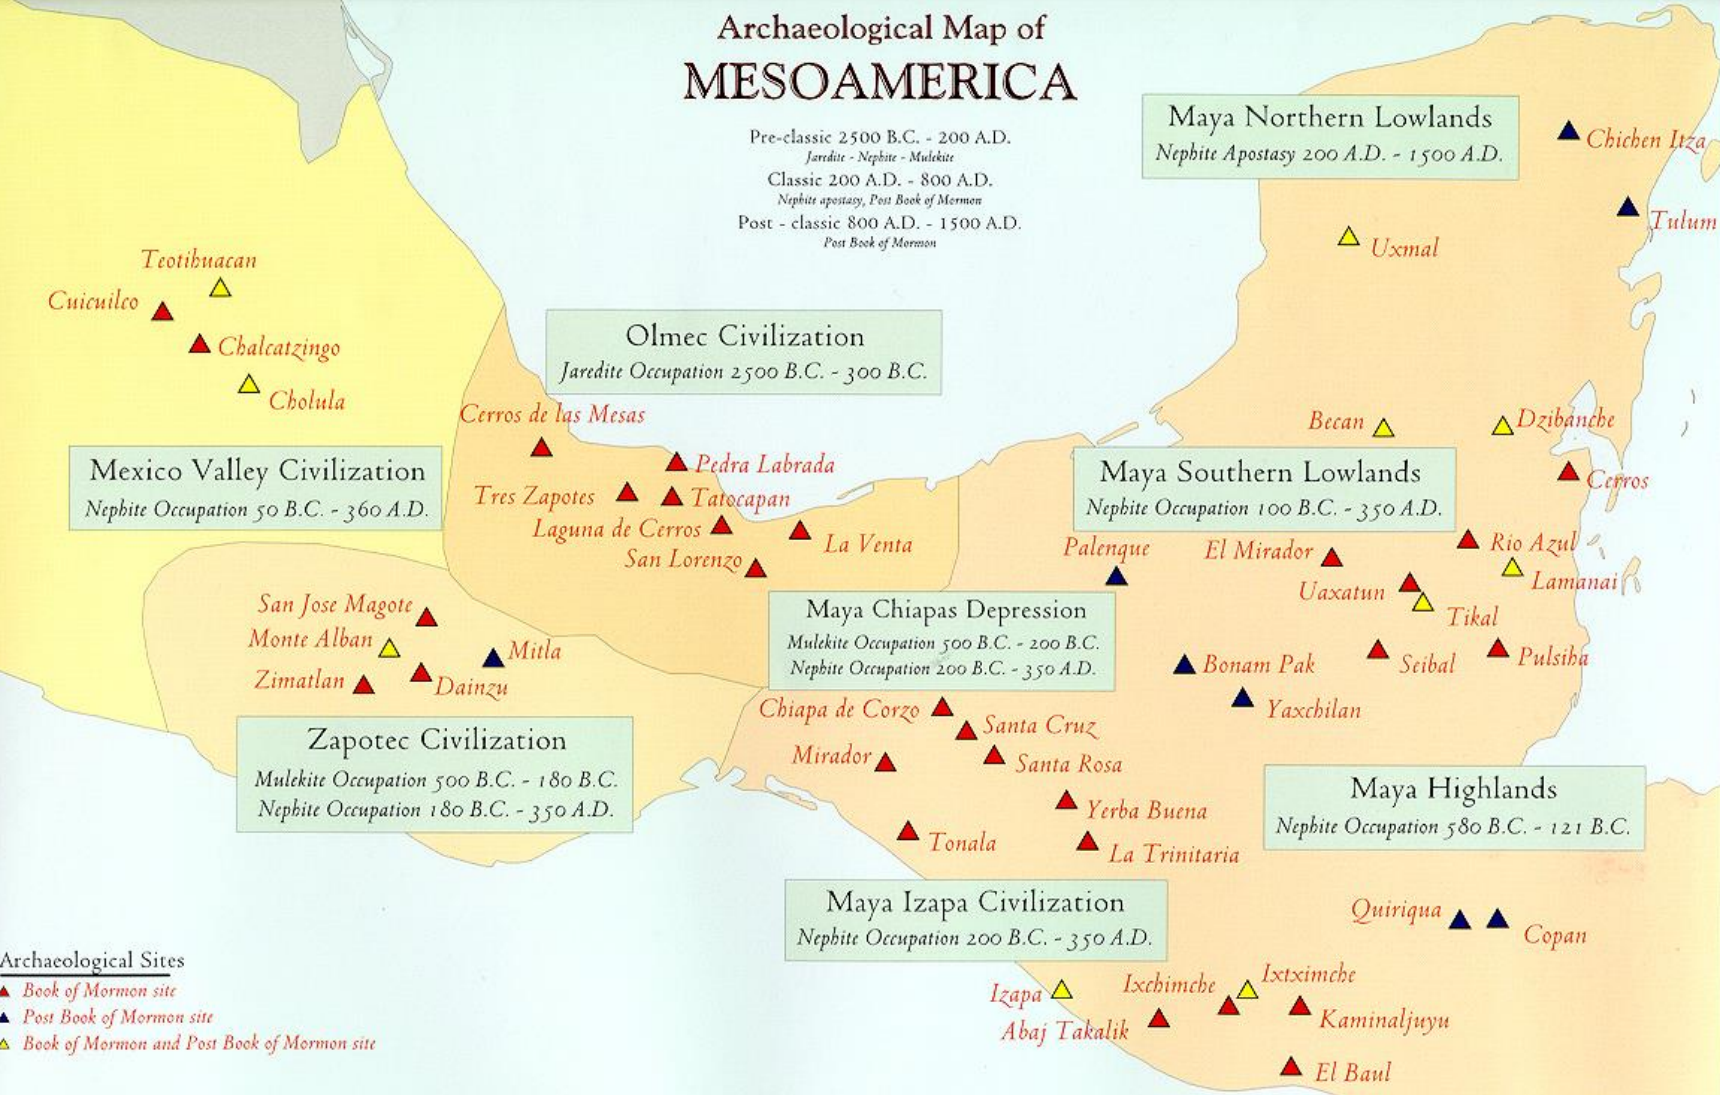 Archaeological Map of
MESOAMERICA
Pre-classic 2500 B.C. - 200 A.D.
Jaredite - Nephite - Mulekite
Classic 200 A.D. - 800 A.D.
Nephite apostasy, Post Book of Mormon
Post - classic 800 A.D. - 1500 A.D.
Post Book of Mormon
Maya Northern Lowlands
Nephite Apostasy 200 A.D. - 1500 A.D.
Chichen Itza
Tulum
Uxmal
Teotihuacan
Cuicuilco
Chalcatzingo
Cholula
Olmec Civilization
Jaredite Occupation 2500 B.C. - 300 B.C.
Cerros de las Mesas
Pedra Labrada
Tres Zapotes
Tatocapan
Laguna de Cerros
La Venta
San Lorenzo
Mexico Valley Civilization
Nephite Occupation 50 B.C. - 360 A.D.
Becan
Dzibanche
Cerros
Maya Southern Lowlands
Nephite Occupation 100 B.C. - 350 A.D.
Palenque
El Mirador
Rio Azul
Lamanai
Uaxatun
Tikal
Seibal
Pulsiha
Bonam Pak
Yaxchilan
San Jose Magote
Monte Alban
Mitla
Zimatlan
Dainzu
Maya Chiapas Depression
Mulekite Occupation 500 B.C. - 200 B.C.
Nephite Occupation 200 B.C. - 350 A.D.
Zapotec Civilization
Mulekite Occupation 500 B.C. - 180 B.C.
Nephite Occupation 180 B.C. - 350 A.D.
Chiapa de Corzo
Santa Cruz
Mirador
Santa Rosa
Yerba Buena
Tonala
La Trinitaria
Maya Highlands
Nephite Occupation 580 B.C. - 121 B.C.
Maya Izapa Civilization
Nephite Occupation 200 B.C. - 350 A.D.
Quiriqua
Copan
Izapa
Ixchimche
Ixtximche
Abaj Takalik
Kaminaljuyu
El Baul
Archaeological Sites
Book of Mormon site
Post Book of Mormon site
Book of Mormon and Post Book of Mormon site